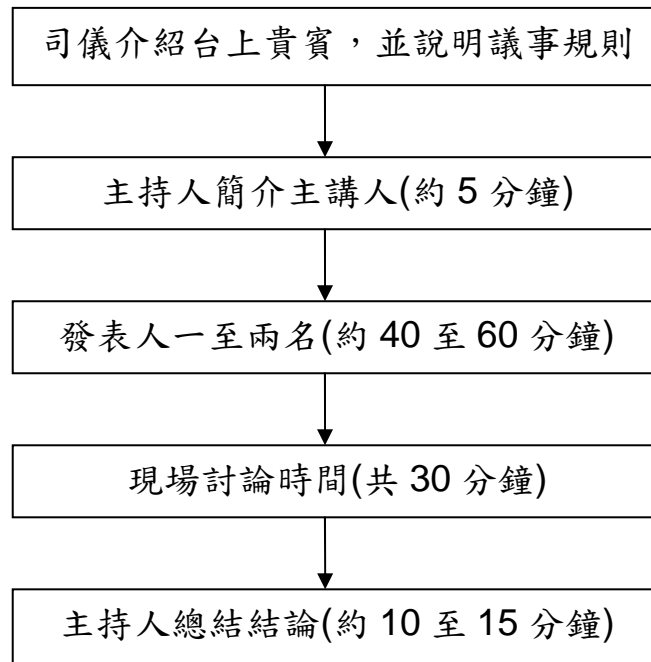 司儀介紹台上貴賓，並說明議事規則
主持人簡介主講人(約 5 分鐘)
發表人一至兩名(約 40 至 60 分鐘)
現場討論時間(共 30 分鐘)
主持人總結結論(約 10 至 15 分鐘)